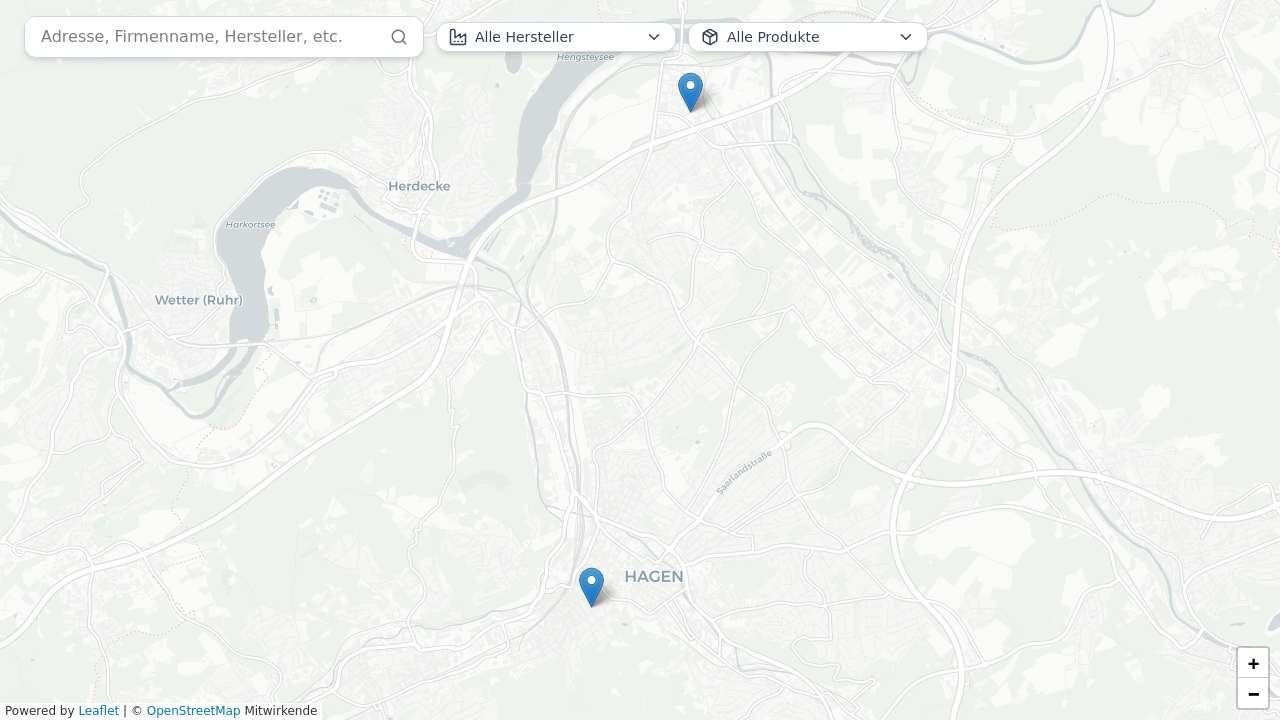 Adresse, Firmenname, Hersteller, etc.
Alle Hersteller
Alle Produkte
Hengsteysee
Herdecke
Harkortsee
Wetter (Ruhr)
Saarlandstraße
HAGEN
+
−
Powered by Leaflet | © OpenStreetMap Mitwirkende